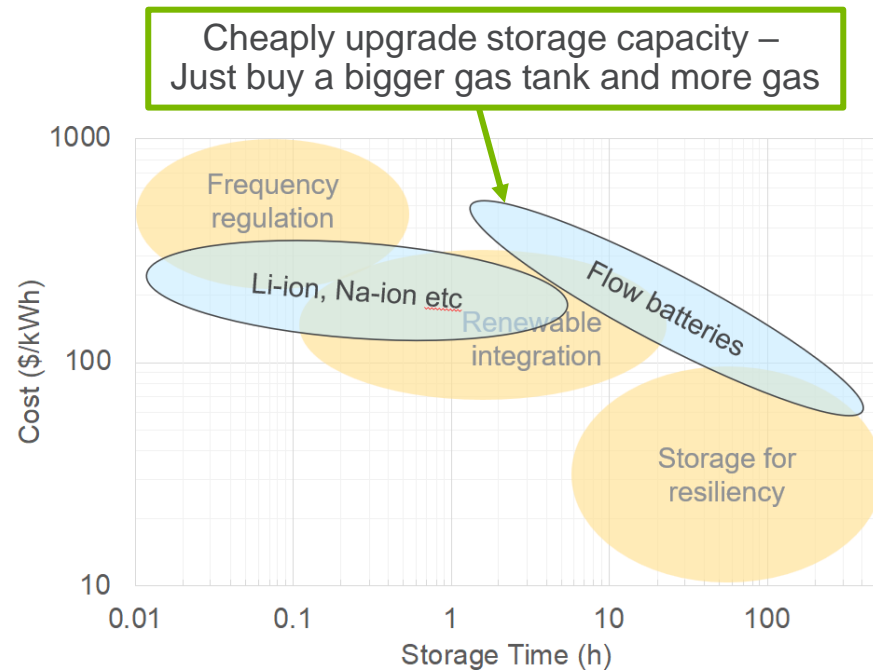 Cheaply upgrade storage capacity –
Just buy a bigger gas tank and more gas
1000
Frequency
regulation
Li-ion, Na-ion etc
Flow batteries
Renewable
integration
100
Cost ($/kWh)
Storage for
resiliency
10
0.01
0.1
1
10
100
Storage Time (h)